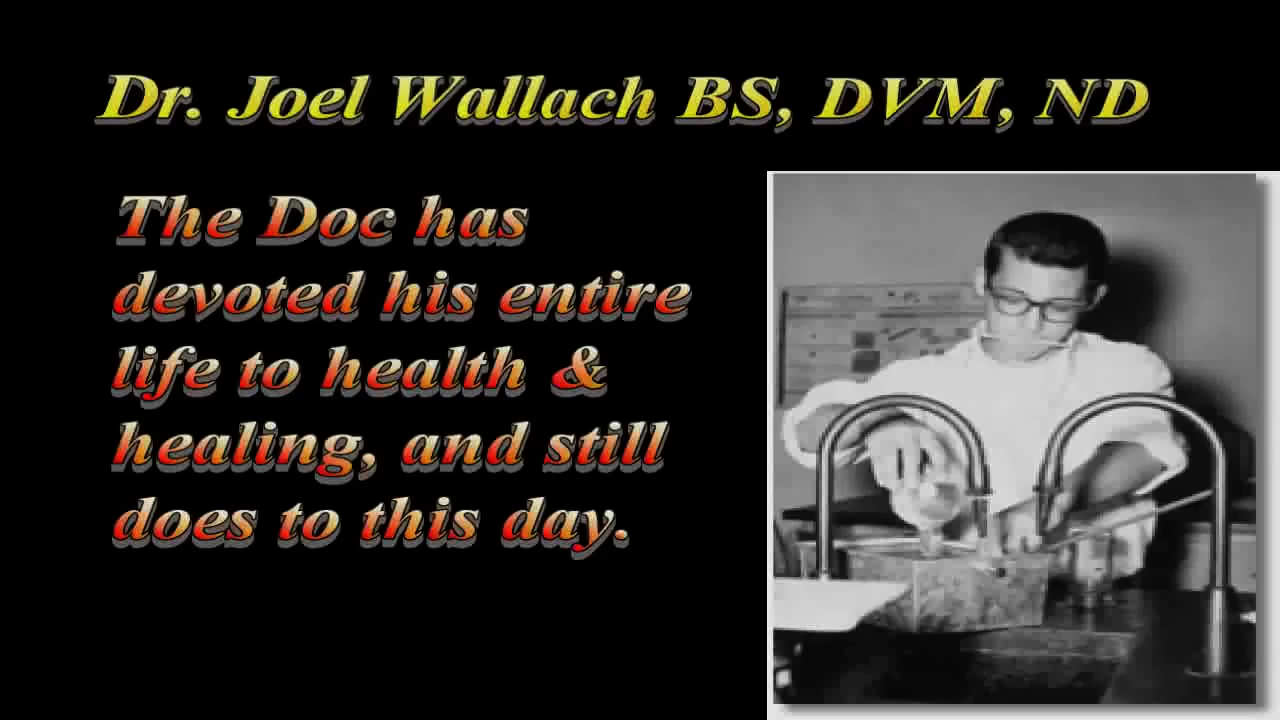 Dr. Joel Wallach BS, DVM, ND
The Doc has
devoted his entire
life to health &
healing, and still
does to this day.